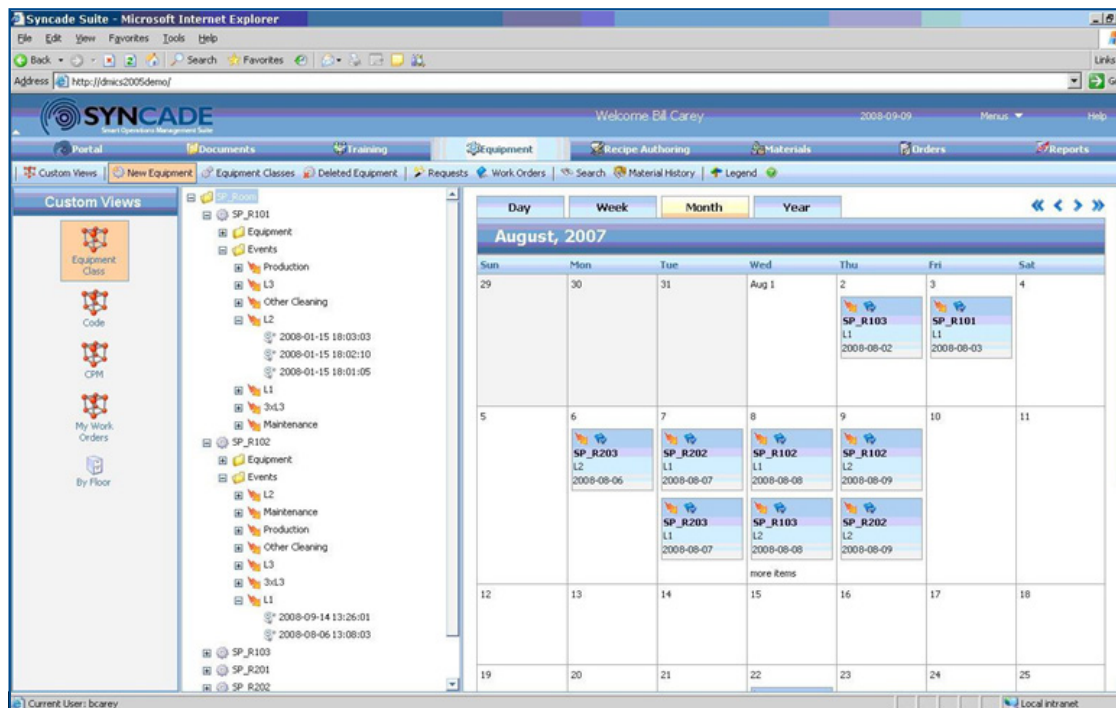 Syncade Suite - Microsoft Internet Explorer
File Edit View Favorites Tools Help
Back Search Favorites Links
Address http://dmics2005demo/
SYNCADE Welcome Bill Carey 2008-09-09 Menus Help
Smart Operations Management Suite
Portal Documents Training Equipment Recipe Authoring Materials Orders Reports
Custom Views New Equipment Equipment Classes Deleted Equipment Requests Work Orders Search Material History Legend
Custom Views
Equipment Class
Code
CPM
My Work Orders
By Floor
SP_Room
SP_R101
Equipment
Events
Production
L3
Other Cleaning
L2
2008-01-15 18:03:03
2008-01-15 18:02:10
2008-01-15 18:01:05
L1
3xL3
Maintenance
SP_R102
Equipment
Events
L2
Maintenance
Production
Other Cleaning
L3
3xL3
L1
2008-09-14 13:26:01
2008-08-06 13:08:03
SP_R103
SP_R201
SP_R202
Day Week Month Year
August, 2007
Sun Mon Tue Wed Thu Fri Sat
29 30 31 Aug 1 2 3 4
SP_R103 SP_R101
L1 L1
2008-08-02 2008-08-03
5 6 7 8 9 10 11
SP_R203 SP_R202 SP_R102 SP_R102
L2 L1 L1 L2
2008-08-06 2008-08-07 2008-08-08 2008-08-09
SP_R203 SP_R103 SP_R202
L1 L2 L2
2008-08-07 2008-08-08 2008-08-09
more items
12 13 14 15 16 17 18
19 20 21 22 23 24 25
Current User: bcarey Local intranet